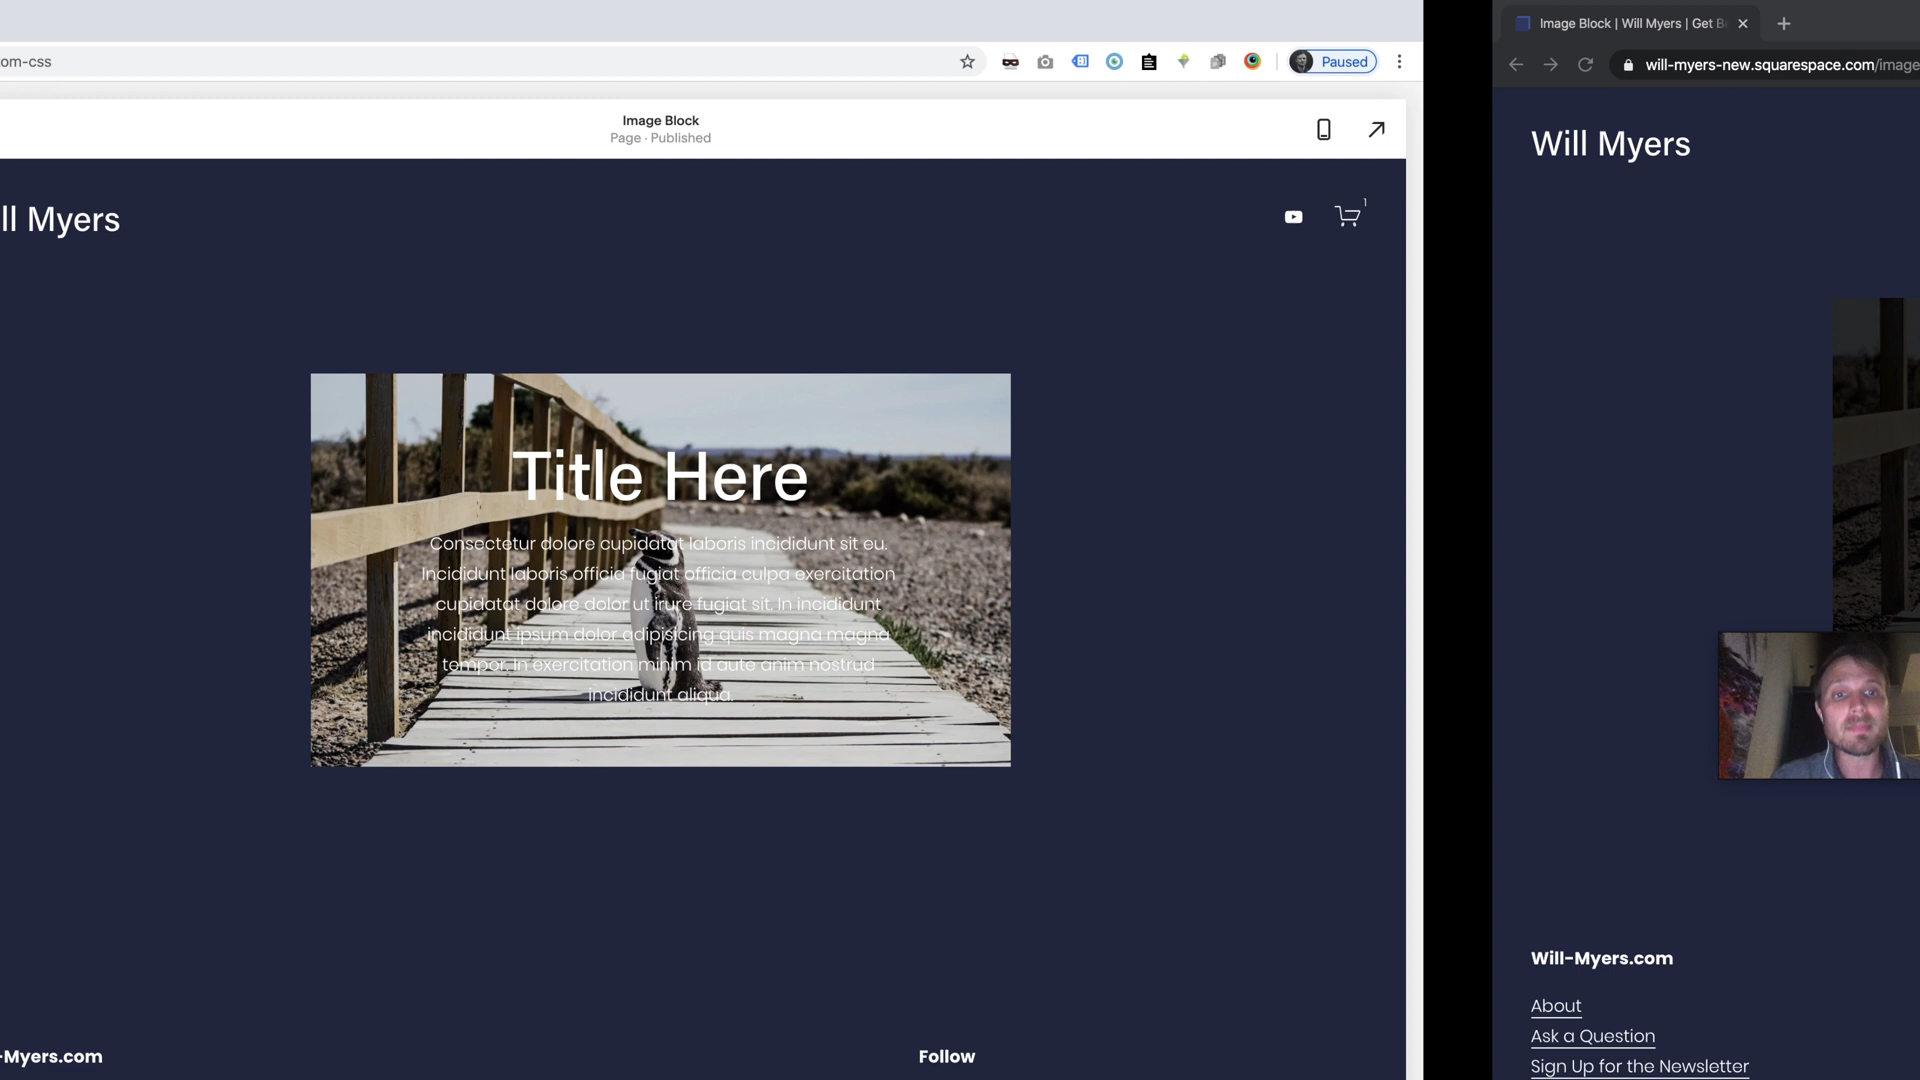 om-css
Paused
Image Block
Page · Published
ll Myers
1
Title Here
Consectetur dolore cupidatat laboris incididunt sit eu.
Incididunt laboris officia fugiat officia culpa exercitation
cupidatat dolore dolor ut irure fugiat sit. In incididunt
incididunt ipsum dolor adipisicing quis magna magna
tempor. In exercitation minim id aute anim nostrud
incididunt aliqua.
-Myers.com
Follow
Image Block | Will Myers | Get B
will-myers-new.squarespace.com/image
Will Myers
Will-Myers.com
About
Ask a Question
Sign Up for the Newsletter